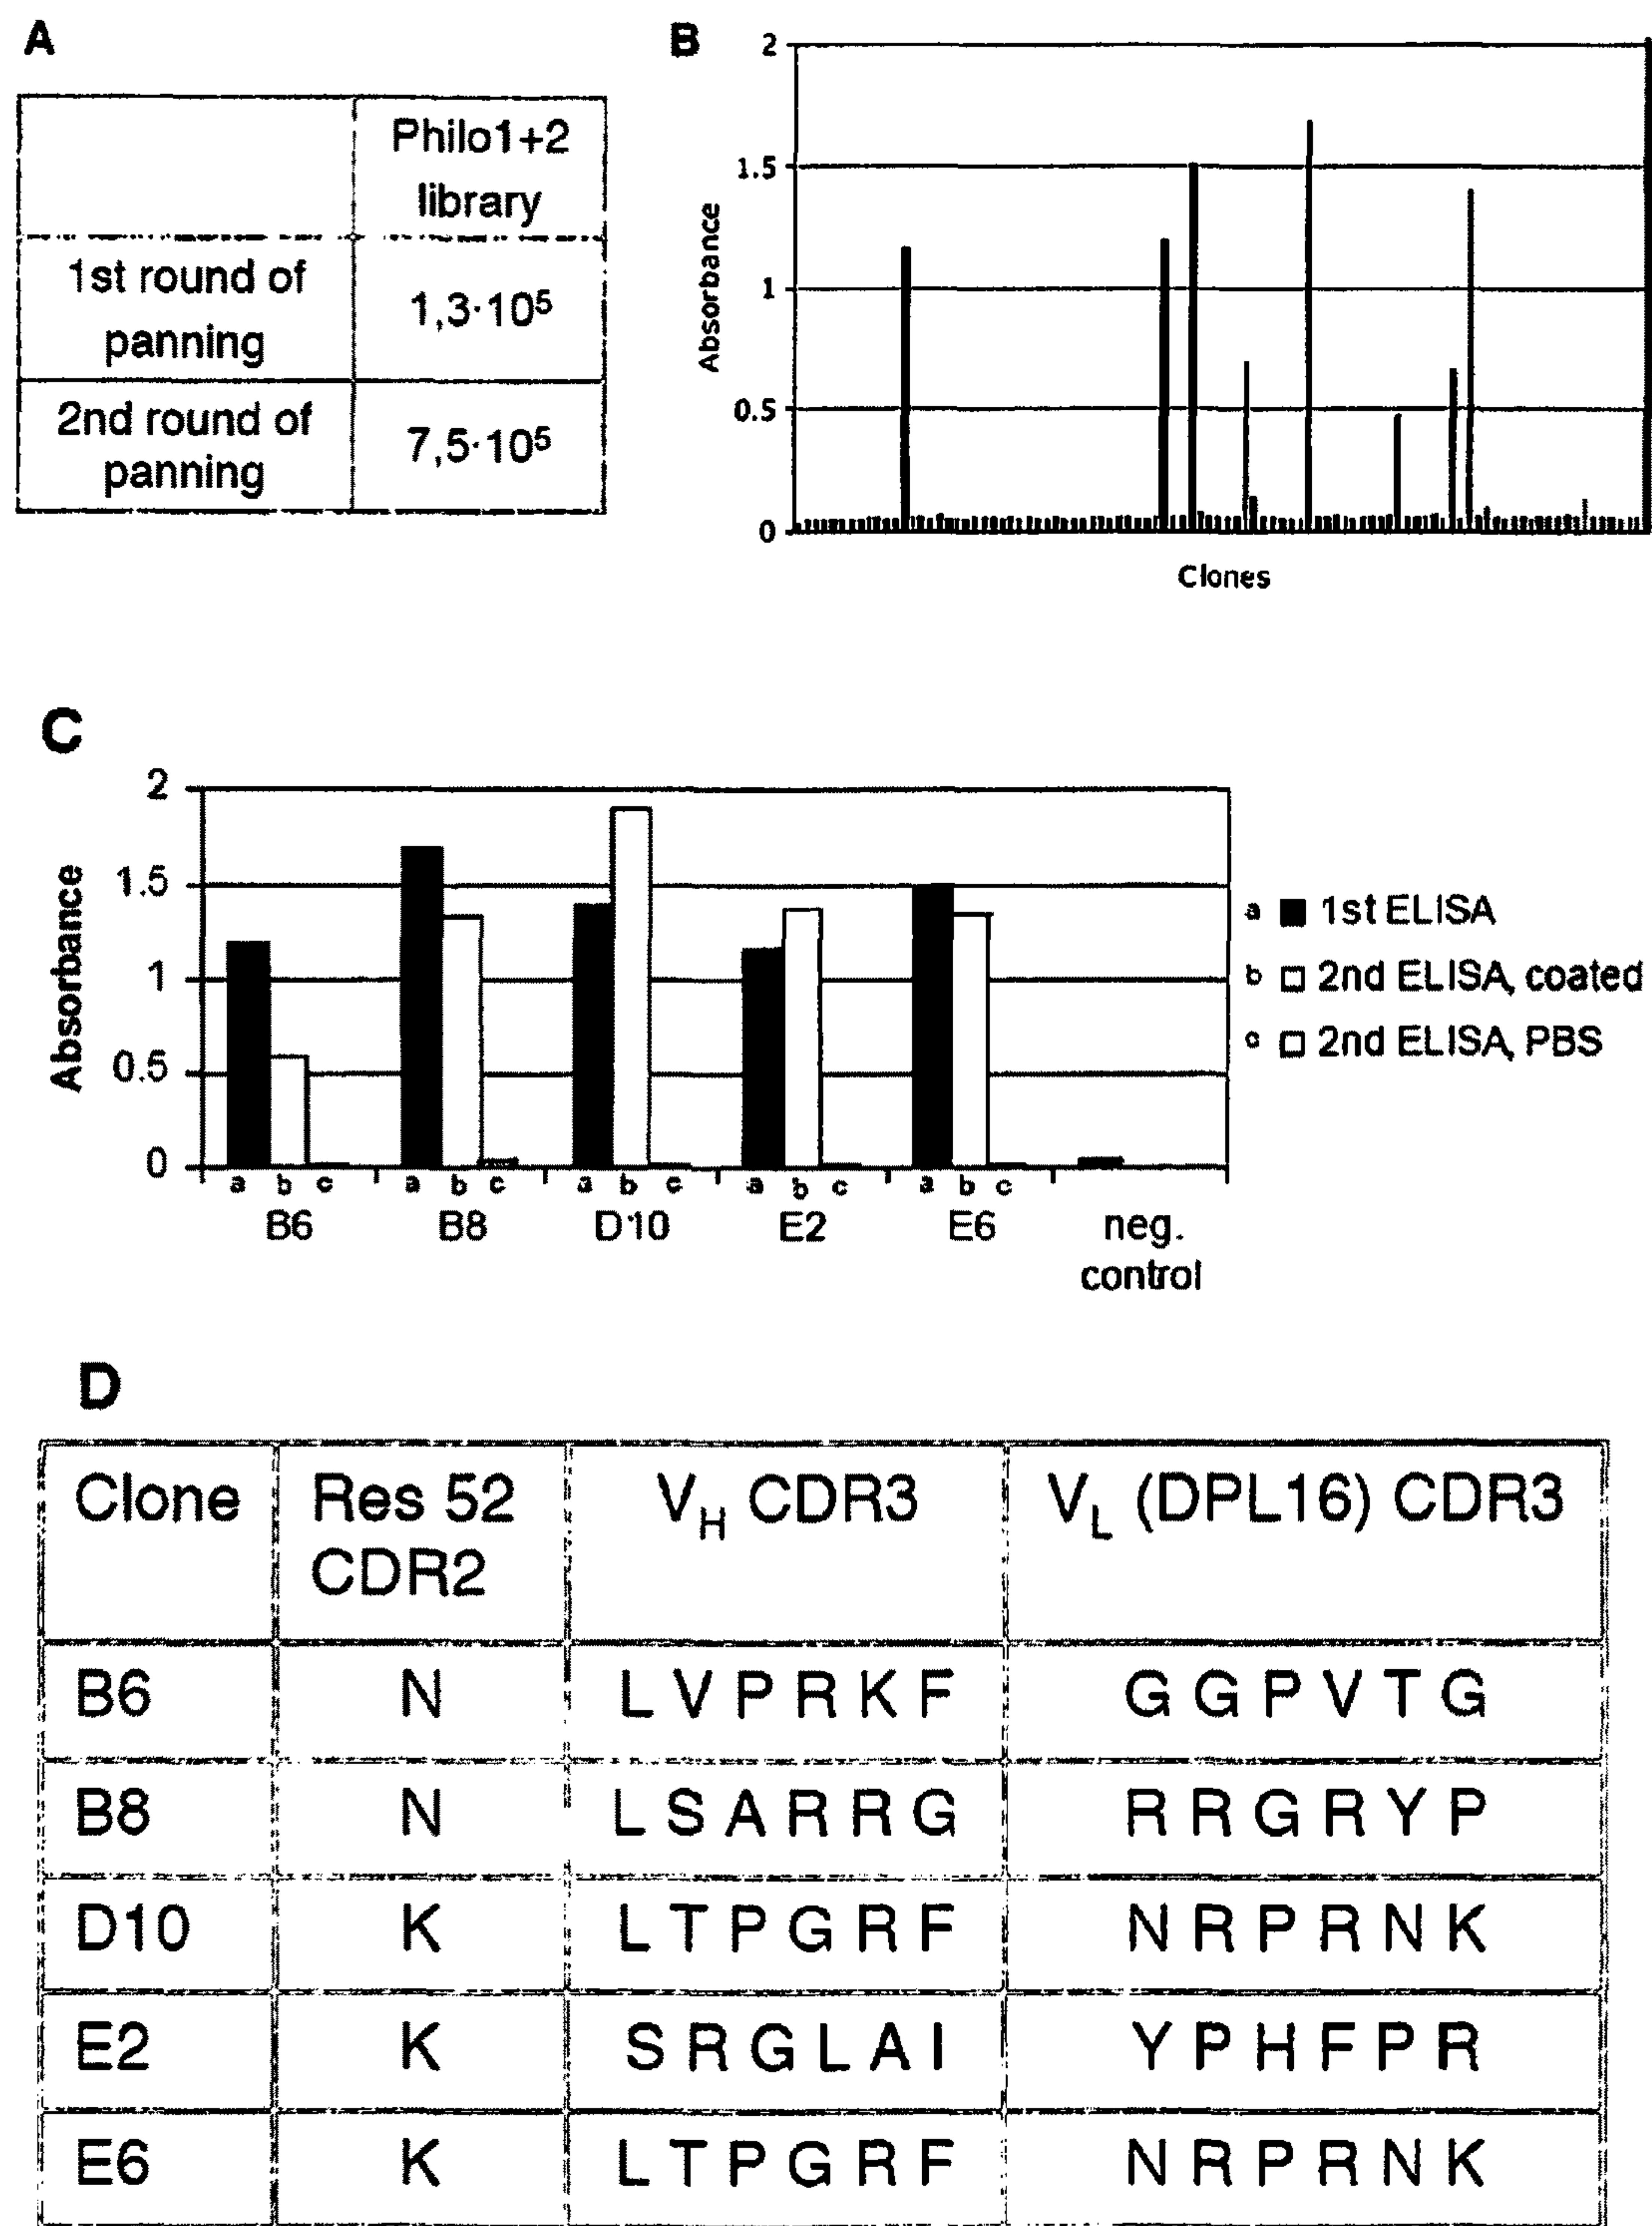 A
Philo1+2
library
1st round of
panning
1,3·10⁵
2nd round of
panning
7,5·10⁵
B
2
1.5
1
0.5
0
Absorbance
Clones
C
2
1.5
1
0.5
0
Absorbance
a b c a b c a b c a b c a b c
B6 B8 D10 E2 E6 neg.
control
a 1st ELISA
b 2nd ELISA, coated
c 2nd ELISA, PBS
D
Clone Res 52 V_H CDR3 V_L (DPL16) CDR3
CDR2
B6 N L V P R K F G G P V T G
B8 N L S A R R G R R G R Y P
D10 K L T P G R F N R P R N K
E2 K S R G L A I Y P H F P R
E6 K L T P G R F N R P R N K